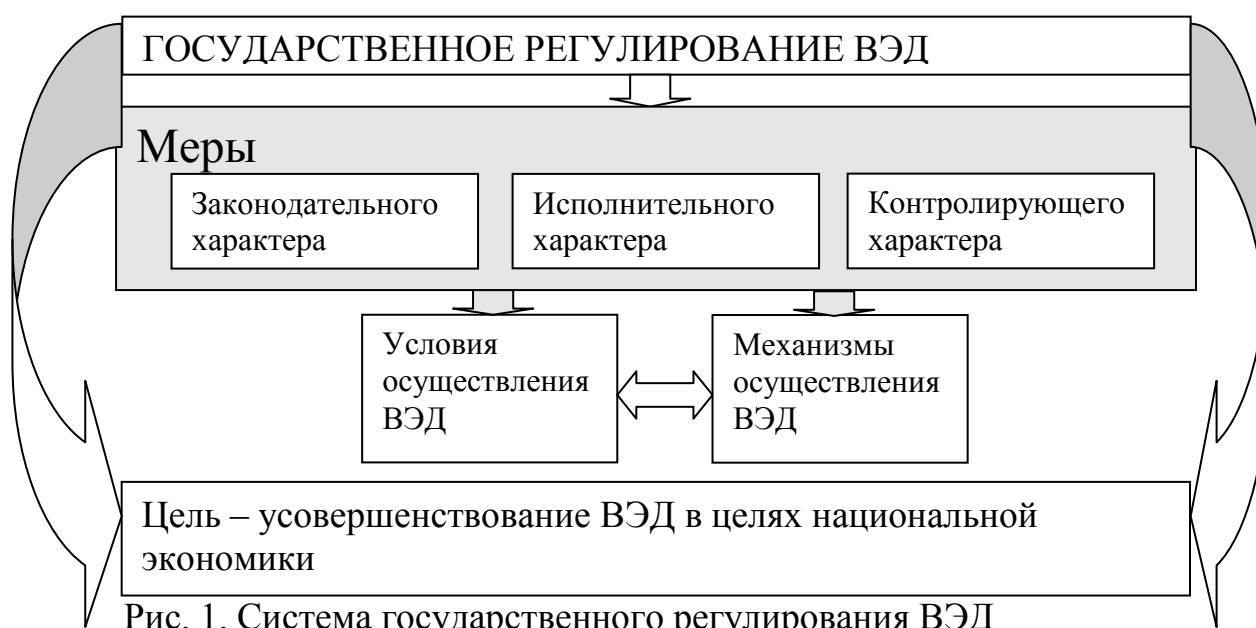 ГОСУДАРСТВЕННОЕ РЕГУЛИРОВАНИЕ ВЭД
Меры
Законодательного
характера
Исполнительного
характера
Контролирующего
характера
Условия
осуществления
ВЭД
Механизмы
осуществления
ВЭД
Цель – усовершенствование ВЭД в целях национальной
экономики
Рис. 1. Система государственного регулирования ВЭД